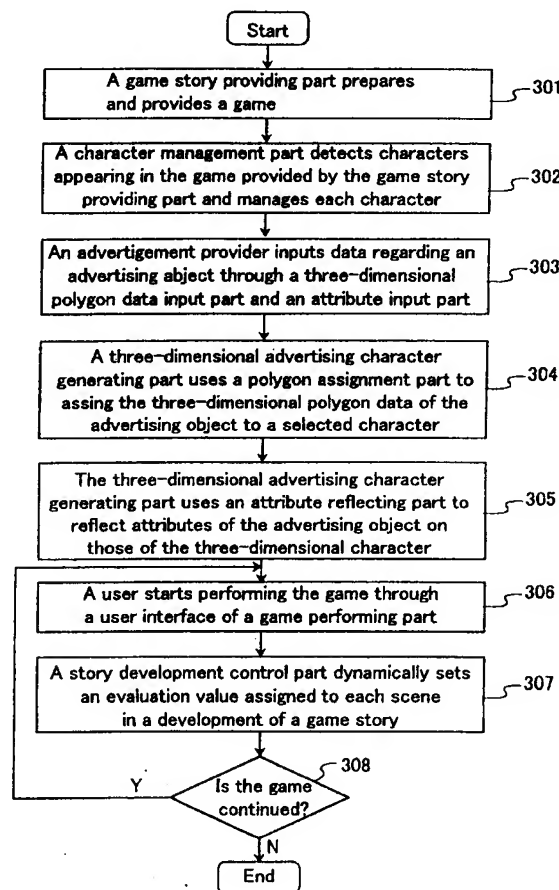 Start
A game story providing part prepares
and provides a game
301
A character management part detects characters
appearing in the game provided by the game story
providing part and manages each character
302
An advertigement provider inputs data regarding an
advertising abject through a three-dimensional
polygon data input part and an attribute input part
303
A three-dimensional advertising character
generating part uses a polygon assignment part to
assing the three-dimensional polygon data of the
advertising object to a selected character
304
The three-dimensional advertising character
generating part uses an attribute reflecting part to
reflect attributes of the advertising object on
those of the three-dimensional character
305
A user starts performing the game through
a user interface of a game performing part
306
A story development control part dynamically sets
an evaluation value assigned to each scene
in a development of a game story
307
308
Y
Is the game
continued?
N
End